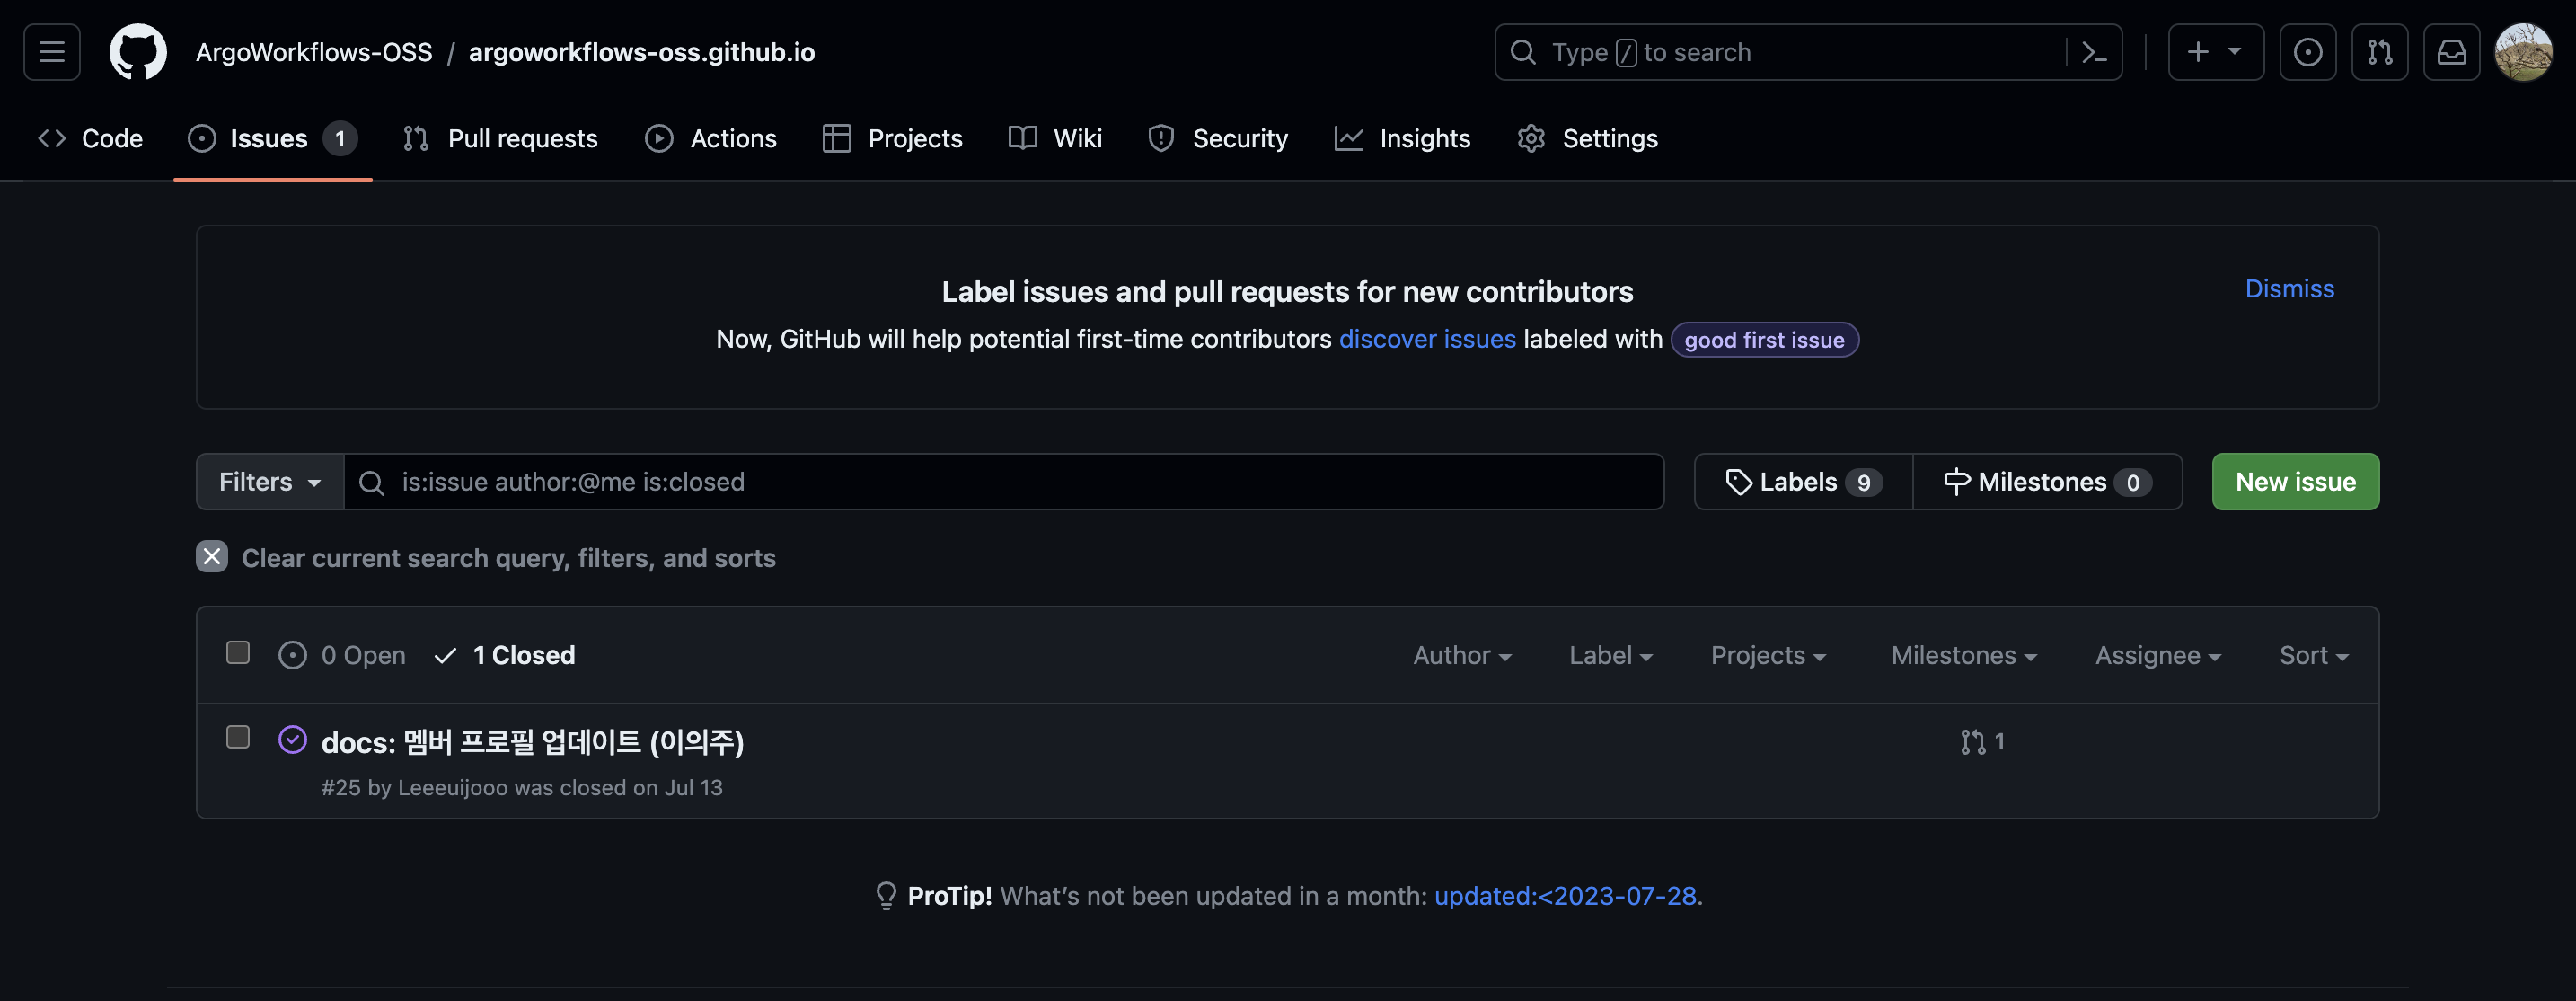 ArgoWorkflows-OSS / argoworkflows-oss.github.io
Type / to search
Code Issues 1 Pull requests Actions Projects Wiki Security Insights Settings
Label issues and pull requests for new contributors
Dismiss
Now, GitHub will help potential first-time contributors discover issues labeled with good first issue
Filters is:issue author:@me is:closed Labels 9 Milestones 0 New issue
Clear current search query, filters, and sorts
0 Open 1 Closed Author Label Projects Milestones Assignee Sort
docs: 멤버 프로필 업데이트 (이의주) 1
#25 by Leeeuijooo was closed on Jul 13
ProTip! What’s not been updated in a month: updated:<2023-07-28.